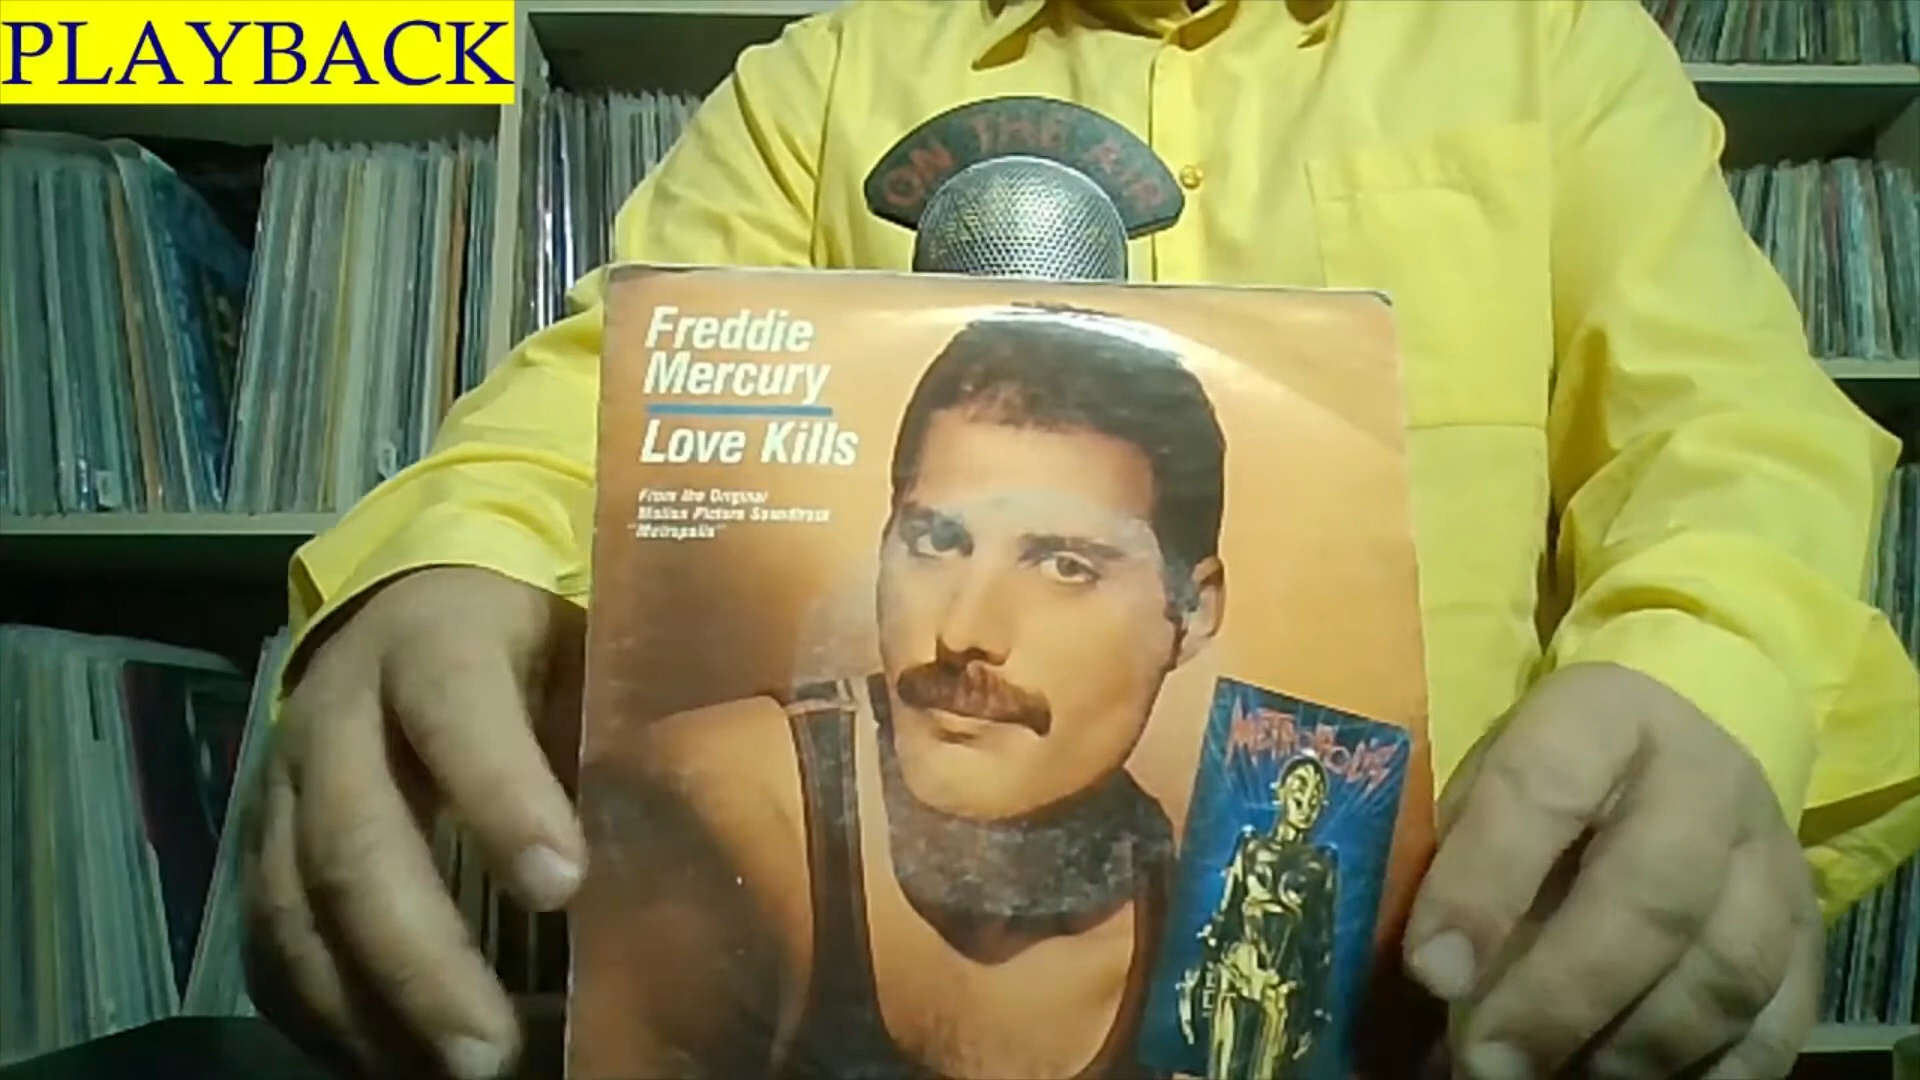 PLAYBACK
ON THE AIR
Freddie
Mercury
Love Kills
From the Original
Motion Picture Soundtrack
"Metropolis"
METROPOLIS